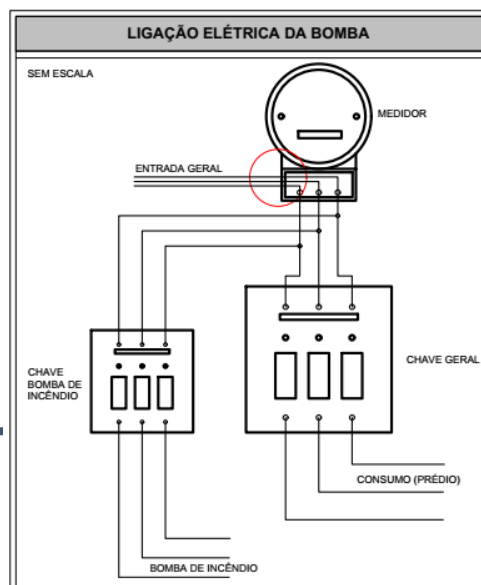 LIGAÇÃO ELÉTRICA DA BOMBA
SEM ESCALA
MEDIDOR
ENTRADA GERAL
CHAVE GERAL
CHAVE
BOMBA DE
INCÊNDIO
CONSUMO (PRÉDIO)
BOMBA DE INCÊNDIO